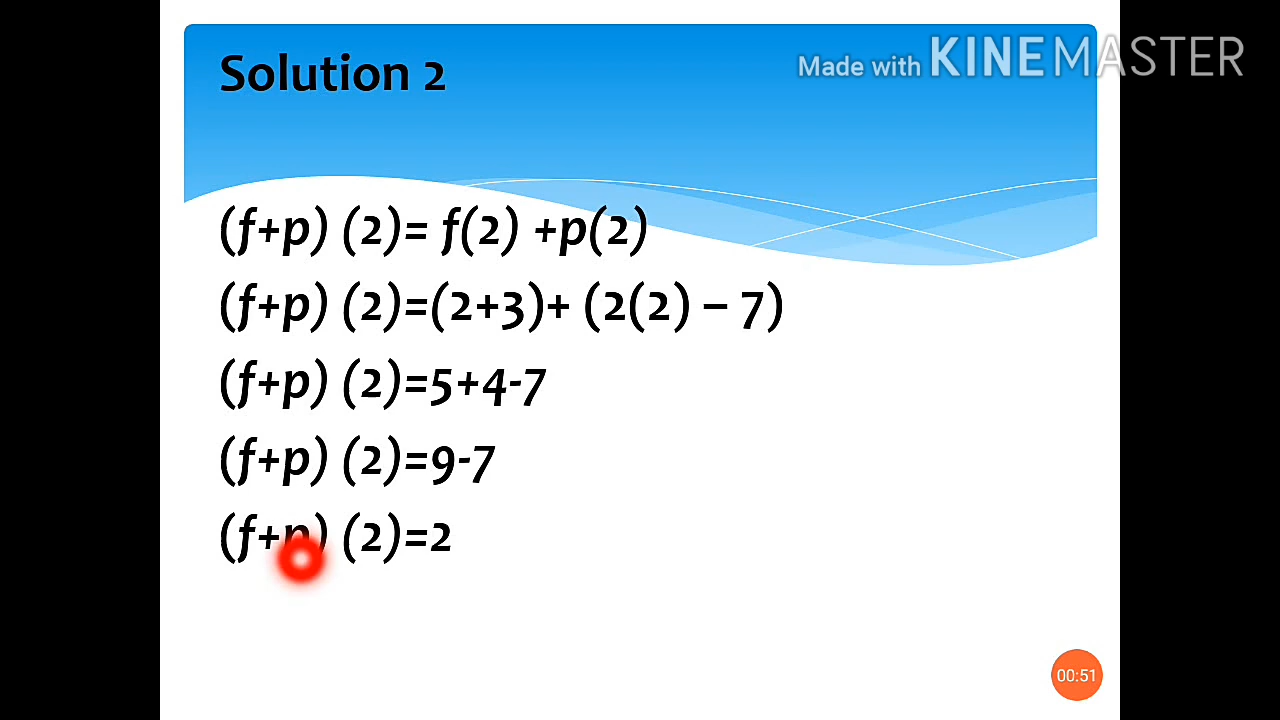 Solution 2
Made with KINEMASTER
(f+p) (2)= f(2) +p(2)
(f+p) (2)=(2+3)+ (2(2) – 7)
(f+p) (2)=5+4-7
(f+p) (2)=9-7
(f+p) (2)=2
00:51